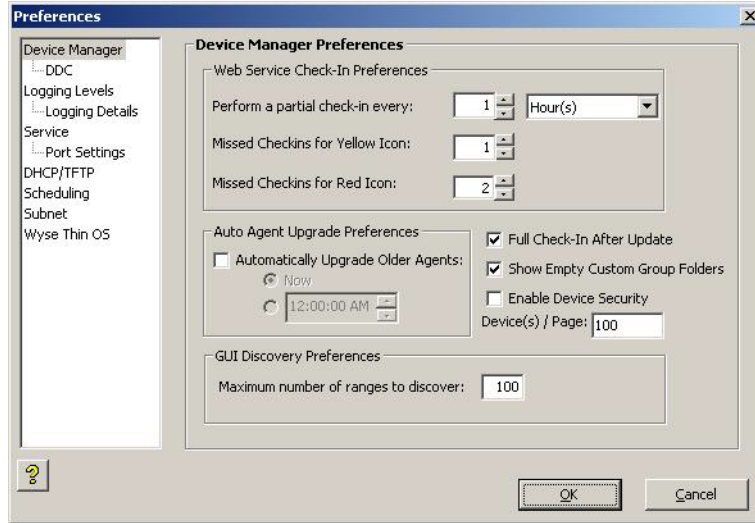 Preferences
Device Manager
DDC
Logging Levels
Logging Details
Service
Port Settings
DHCP/TFTP
Scheduling
Subnet
Wyse Thin OS
Device Manager Preferences
Web Service Check-In Preferences
Perform a partial check-in every: 1 Hour(s)
Missed Checkins for Yellow Icon: 1
Missed Checkins for Red Icon: 2
Auto Agent Upgrade Preferences
Automatically Upgrade Older Agents:
Now
12:00:00 AM
Full Check-In After Update
Show Empty Custom Group Folders
Enable Device Security
Device(s) / Page: 100
GUI Discovery Preferences
Maximum number of ranges to discover: 100
?
OK
Cancel